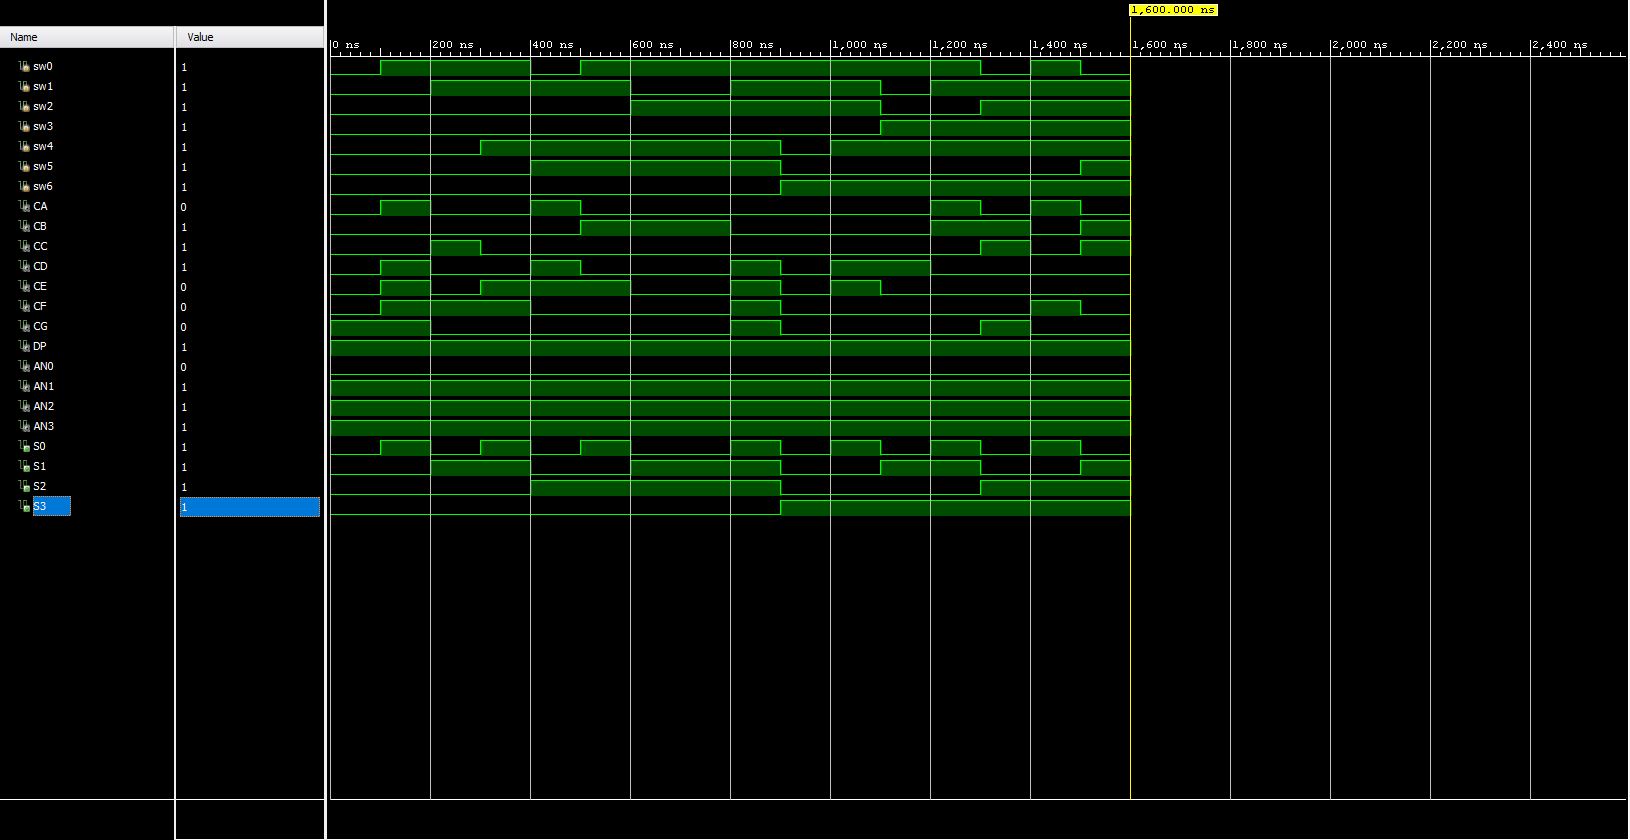 1,600.000 ns
Name Value
0 ns 200 ns 400 ns 600 ns 800 ns 1,000 ns 1,200 ns 1,400 ns 1,600 ns 1,800 ns 2,000 ns 2,200 ns 2,400 ns
sw0 1
sw1 1
sw2 1
sw3 1
sw4 1
sw5 1
sw6 1
CA 0
CB 1
CC 1
CD 1
CE 0
CF 0
CG 0
DP 1
AN0 0
AN1 1
AN2 1
AN3 1
S0 1
S1 1
S2 1
S3 1